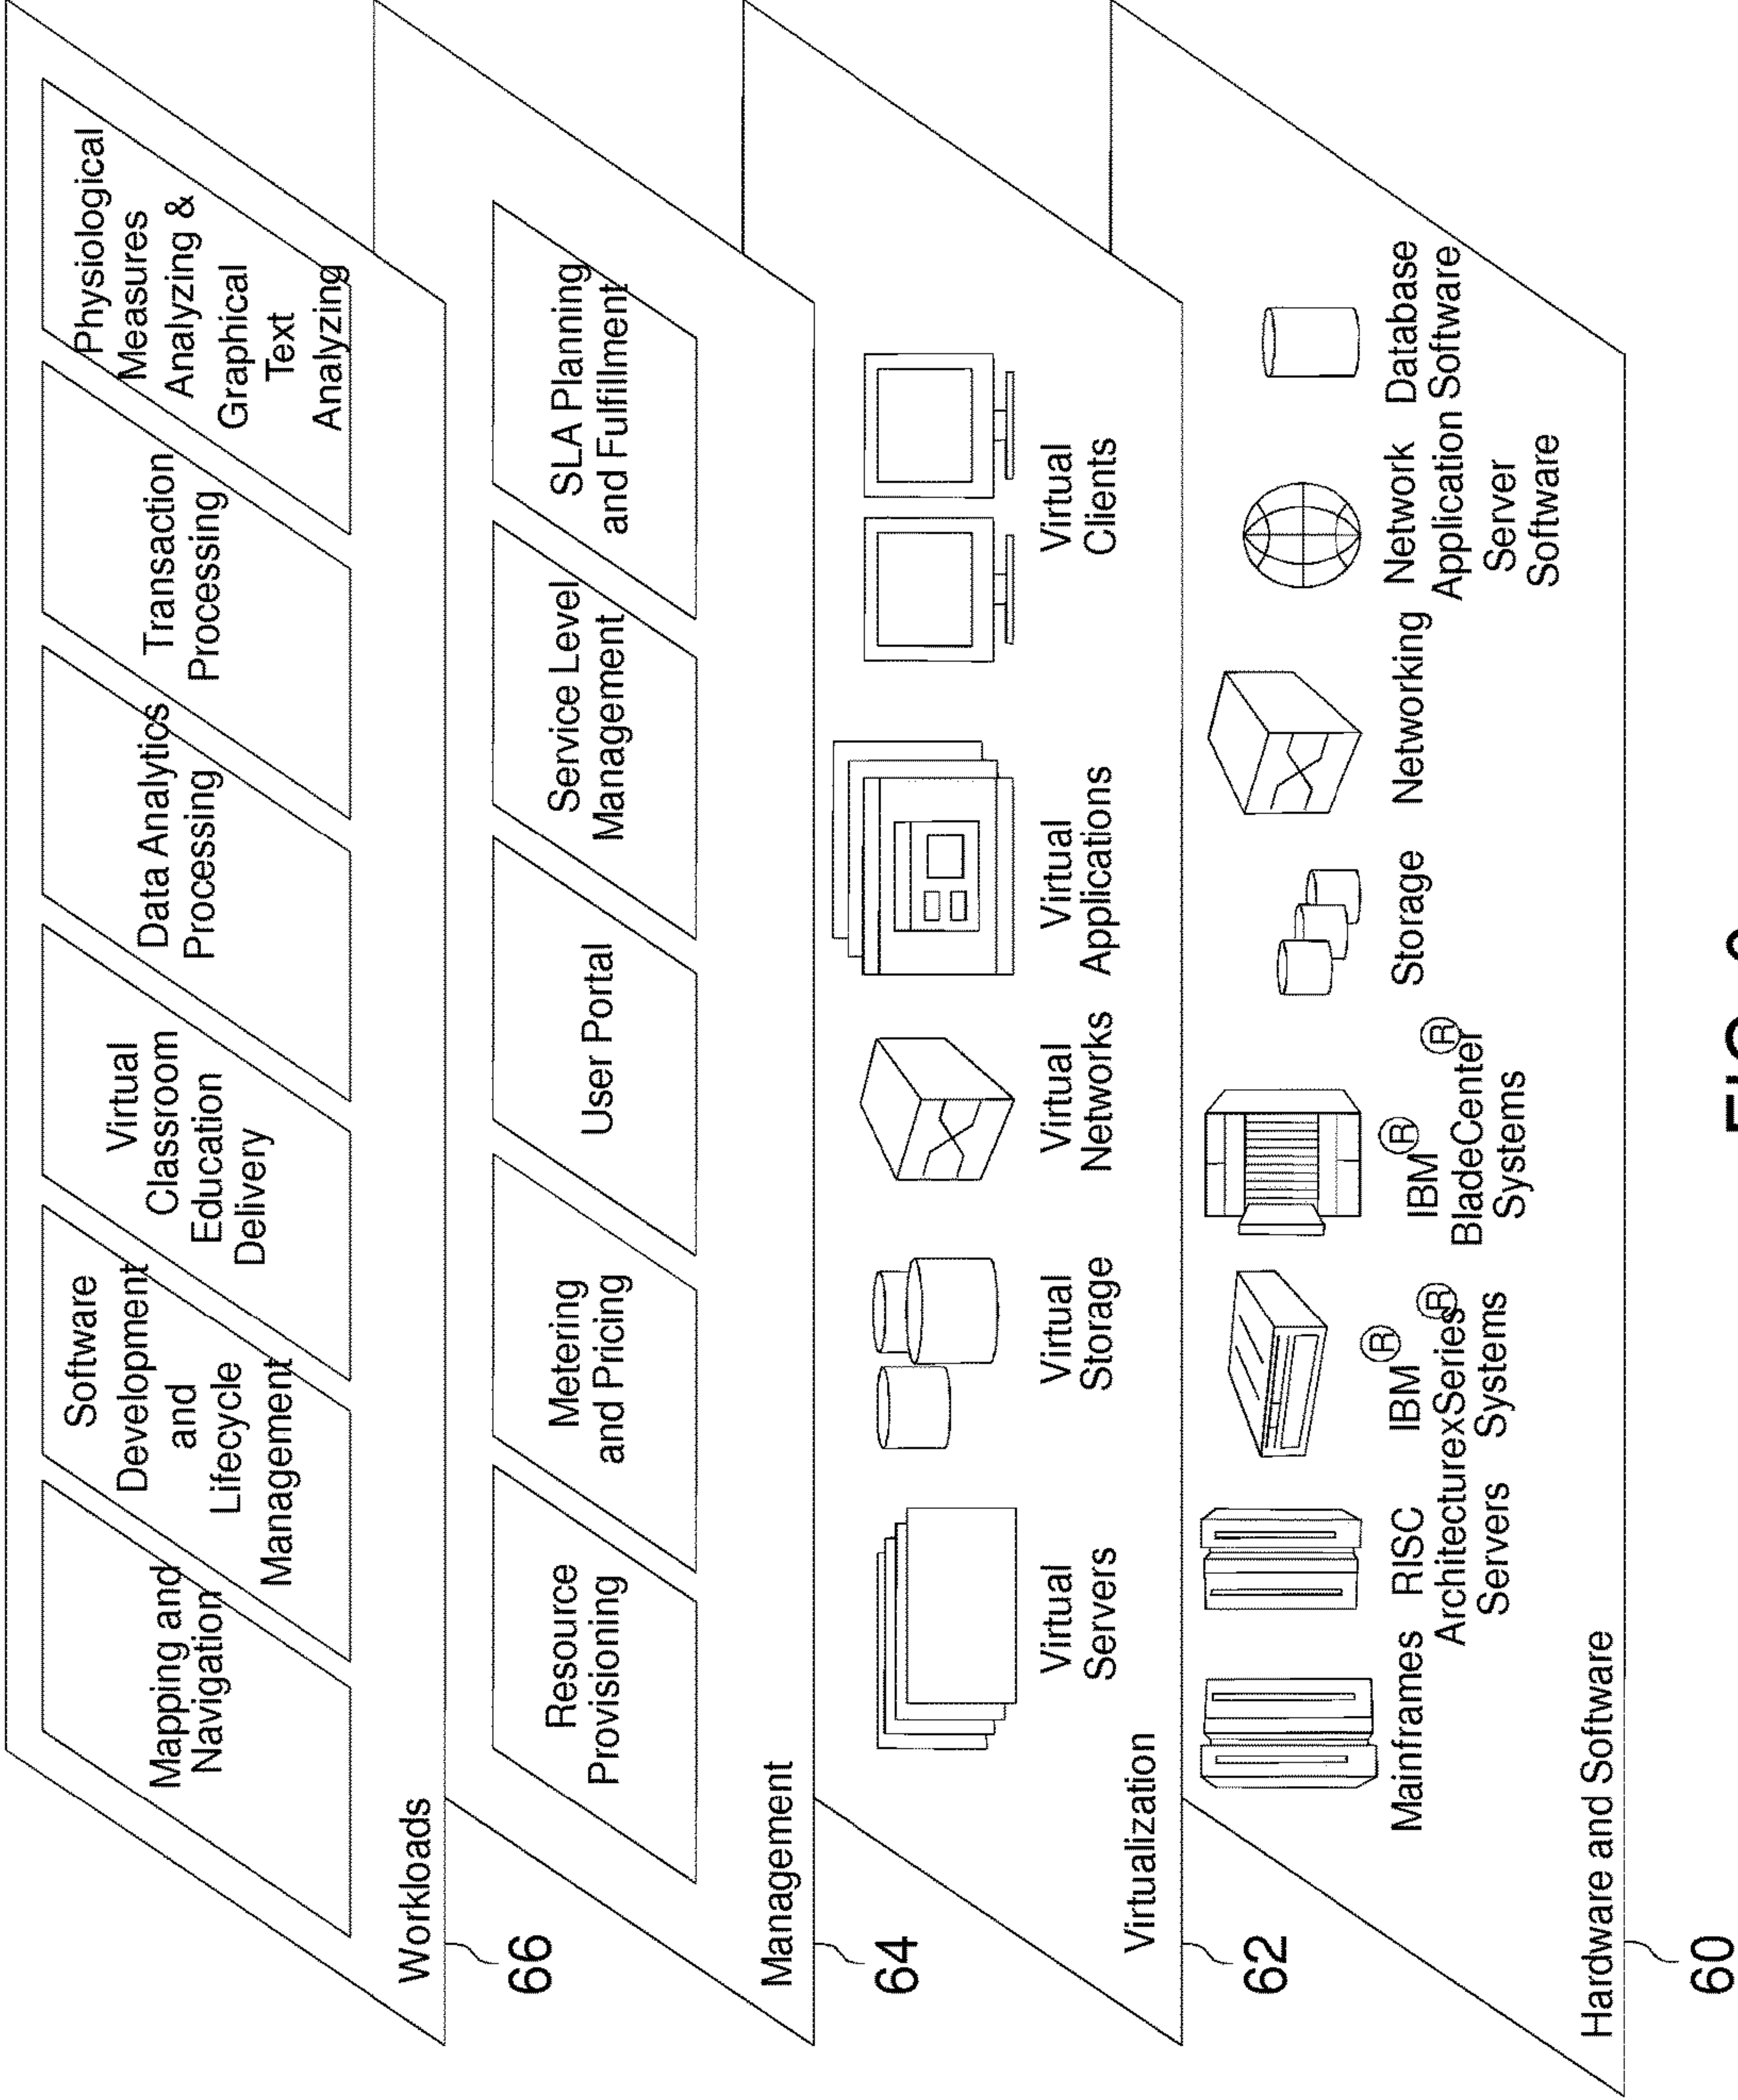 Mapping and
Navigation
Software
Development
and
Lifecycle
Management
Virtual
Classroom
Education
Delivery
Data Analytics
Processing
Transaction
Processing
Physiological
Measures
Analyzing &
Graphical
Text
Analyzing
Workloads
66
Resource
Provisioning
Metering
and Pricing
User Portal
Service Level
Management
SLA Planning
and Fulfillment
Management
64
Virtual
Servers
Virtual
Storage
Virtual
Networks
Virtual
Applications
Virtual
Clients
Virtualization
62
Mainframes
RISC
Architecture
Servers
IBM®
xSeries®
Systems
IBM®
BladeCenter®
Systems
Storage
Networking
Network
Application
Server
Software
Database
Software
Hardware and Software
60